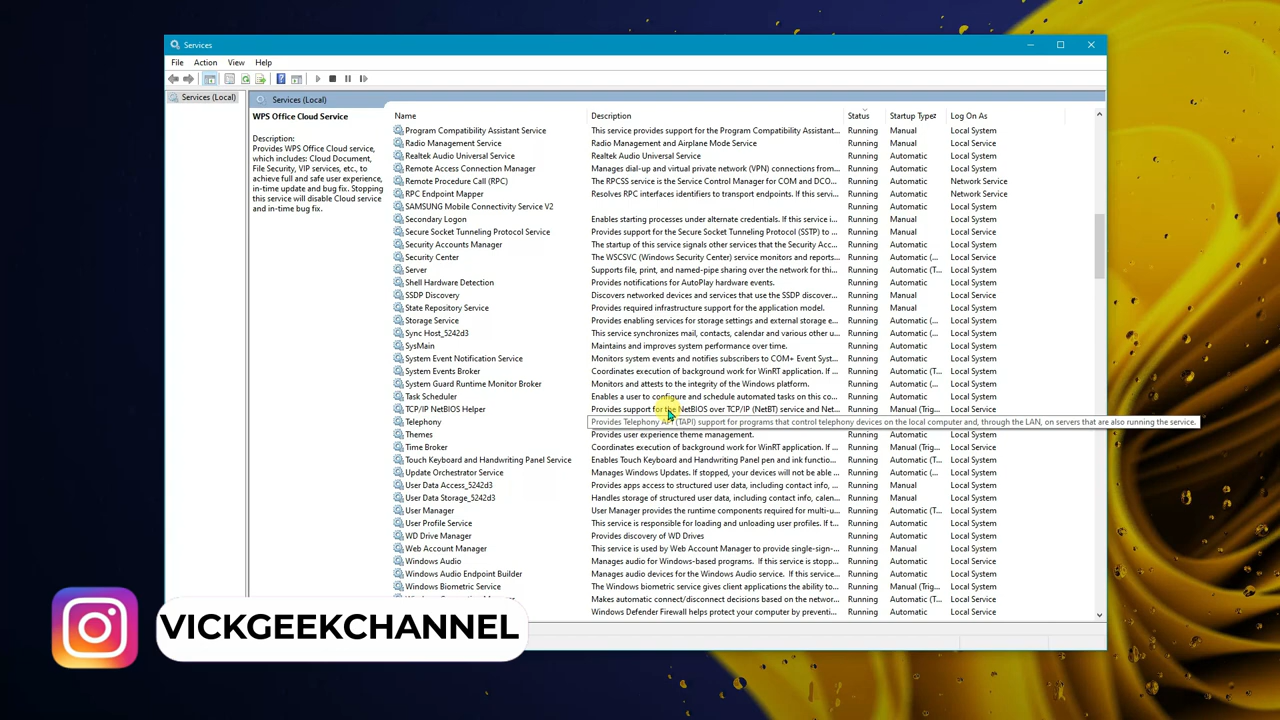 Services
File Action View Help
Services (Local)
Services (Local)
WPS Office Cloud Service
Description:
Provides WPS Office Cloud service,
which includes: Cloud Document,
File Security, VIP services, etc., to
achieve full and safe user experience,
in-time update and bug fix. Stopping
this service will disable Cloud service
and in-time bug fix.
Name Description Status Startup Type Log On As
Program Compatibility Assistant Service This service provides support for the Program Compatibility Assistant... Running Manual Local System
Radio Management Service Radio Management and Airplane Mode Service Running Manual Local Service
Realtek Audio Universal Service Realtek Audio Universal Service Running Automatic Local System
Remote Access Connection Manager Manages dial-up and virtual private network (VPN) connections from... Running Automatic Local System
Remote Procedure Call (RPC) The RPCSS service is the Service Control Manager for COM and DCO... Running Automatic Network Service
RPC Endpoint Mapper Resolves RPC interfaces identifiers to transport endpoints. If this servi... Running Automatic Network Service
SAMSUNG Mobile Connectivity Service V2 Running Automatic Local System
Secondary Logon Enables starting processes under alternate credentials. If this service i... Running Manual Local System
Secure Socket Tunneling Protocol Service Provides support for the Secure Socket Tunneling Protocol (SSTP) to ... Running Manual Local Service
Security Accounts Manager The startup of this service signals other services that the Security Acc... Running Automatic Local System
Security Center The WSCSVC (Windows Security Center) service monitors and reports... Running Automatic (... Local Service
Server Supports file, print, and named-pipe sharing over the network for thi... Running Automatic (T... Local System
Shell Hardware Detection Provides notifications for AutoPlay hardware events. Running Automatic Local System
SSDP Discovery Discovers networked devices and services that use the SSDP discover... Running Manual Local Service
State Repository Service Provides required infrastructure support for the application model. Running Manual Local System
Storage Service Provides enabling services for storage settings and external storage e... Running Automatic (... Local System
Sync Host_5242d3 This service synchronizes mail, contacts, calendar and various other u... Running Automatic (... Local System
SysMain Maintains and improves system performance over time. Running Automatic Local System
System Event Notification Service Monitors system events and notifies subscribers to COM+ Event Syst... Running Automatic Local System
System Events Broker Coordinates execution of background work for WinRT application. If ... Running Automatic (T... Local System
System Guard Runtime Monitor Broker Monitors and attests to the integrity of the Windows platform. Running Automatic (... Local System
Task Scheduler Enables a user to configure and schedule automated tasks on this co... Running Automatic Local System
TCP/IP NetBIOS Helper Provides support for the NetBIOS over TCP/IP (NetBT) service and Net... Running Manual (Trig... Local Service
Telephony Provides Telephony API (TAPI) support for programs that control telephony devices on the local computer and, through the LAN, on servers that are also running the service.
Themes Provides user experience theme management. Running Automatic Local System
Time Broker Coordinates execution of background work for WinRT application. If ... Running Manual (Trig... Local Service
Touch Keyboard and Handwriting Panel Service Enables Touch Keyboard and Handwriting Panel pen and ink functio... Running Manual (Trig... Local System
Update Orchestrator Service Manages Windows Updates. If stopped, your devices will not be able ... Running Automatic (... Local System
User Data Access_5242d3 Provides apps access to structured user data, including contact info, ... Running Manual Local System
User Data Storage_5242d3 Handles storage of structured user data, including contact info, calen... Running Manual Local System
User Manager User Manager provides the runtime components required for multi-u... Running Automatic (T... Local System
User Profile Service This service is responsible for loading and unloading user profiles. If t... Running Automatic Local System
WD Drive Manager Provides discovery of WD Drives Running Automatic Local System
Web Account Manager This service is used by Web Account Manager to provide single-sign-... Running Manual Local System
Windows Audio Manages audio for Windows-based programs. If this service is stopp... Running Automatic Local Service
Windows Audio Endpoint Builder Manages audio devices for the Windows Audio service. If this service... Running Automatic Local System
Windows Biometric Service The Windows biometric service gives client applications the ability to... Running Manual (Trig... Local System
Makes automatic connect/disconnect decisions based on the networ... Running Automatic (T... Local Service
Windows Defender Firewall helps protect your computer by preventi... Running Automatic Local Service
VICKGEEKCHANNEL